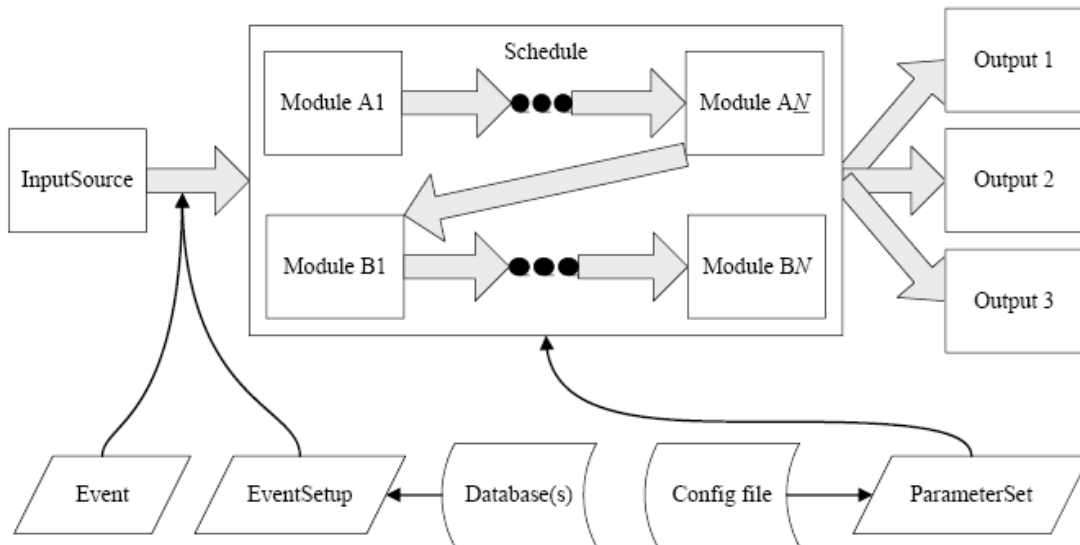 Schedule
Module A1
Module AN
InputSource
Module B1
Module BN
Output 1
Output 2
Output 3
Event
EventSetup
Database(s)
Config file
ParameterSet